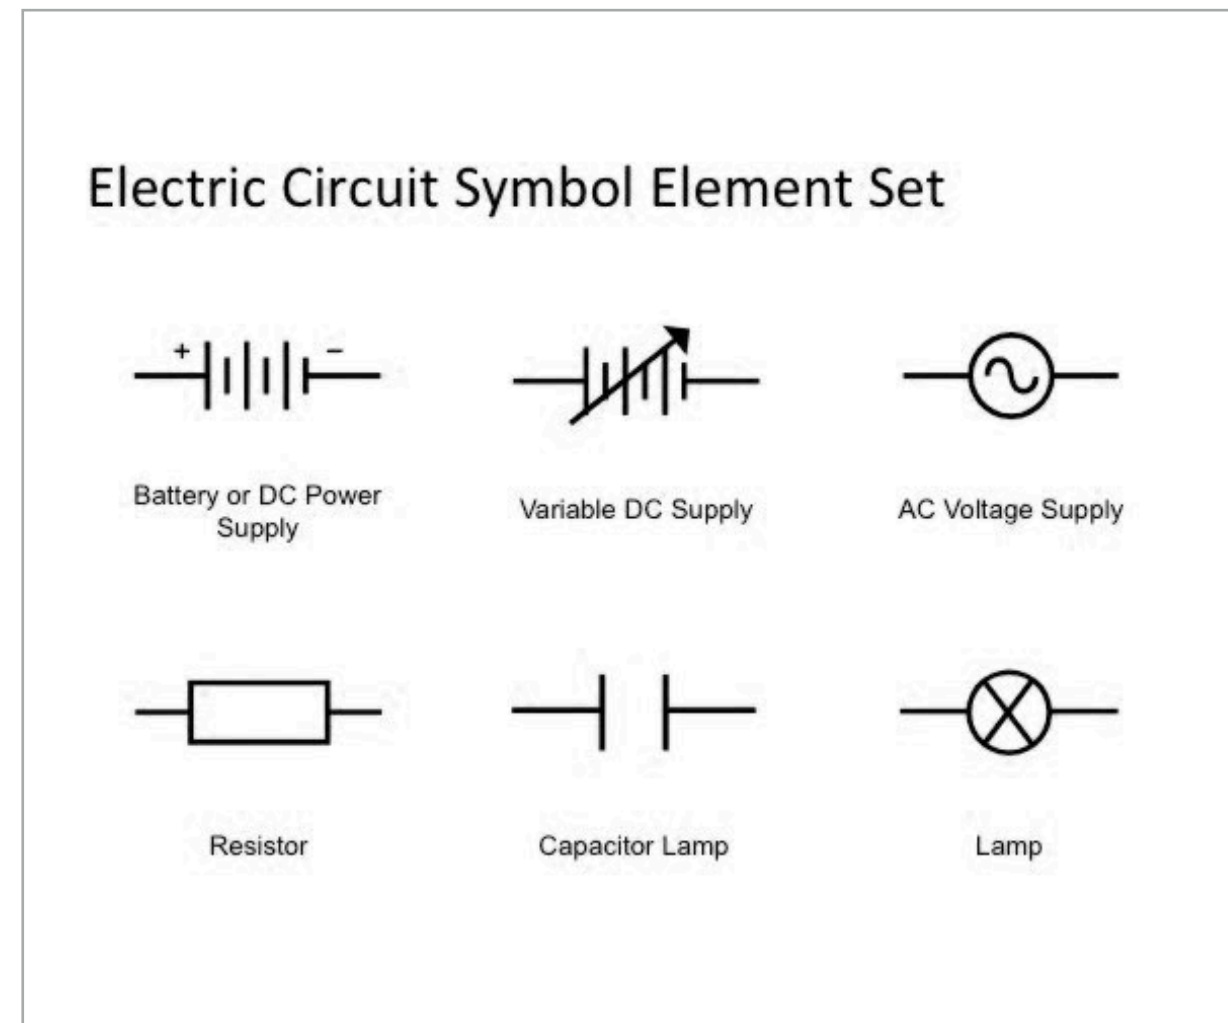 Electric Circuit Symbol Element Set
+ –
Battery or DC Power
Supply
Variable DC Supply
AC Voltage Supply
Resistor
Capacitor Lamp
Lamp